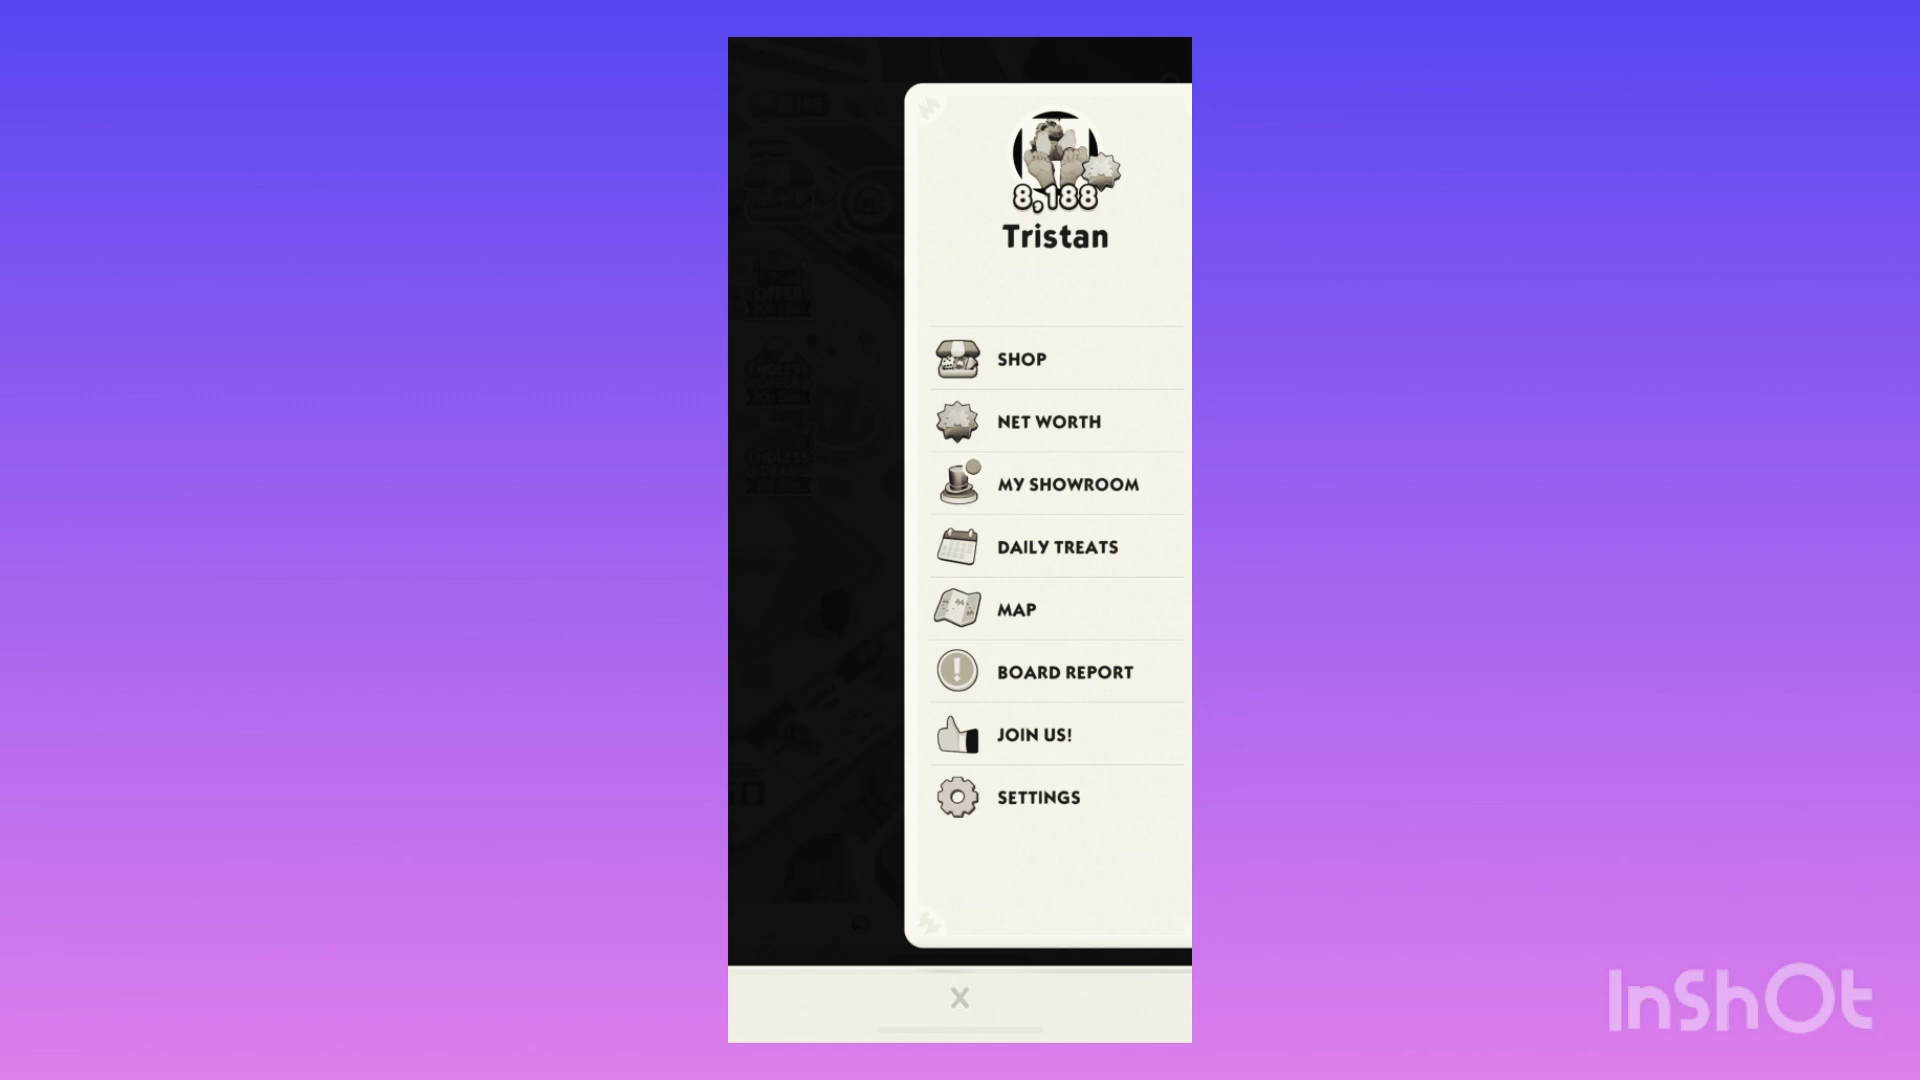 8,188
Tristan
SHOP
NET WORTH
MY SHOWROOM
DAILY TREATS
MAP
BOARD REPORT
JOIN US!
SETTINGS
X
InShOt